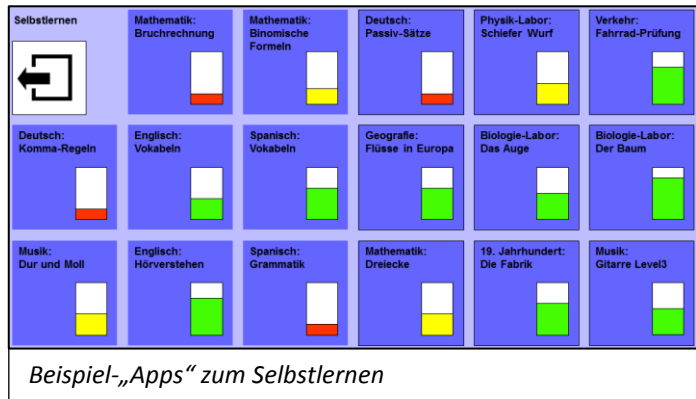 Selbstlernen
Mathematik:
Bruchrechnung
Mathematik:
Binomische
Formeln
Deutsch:
Passiv-Sätze
Physik-Labor:
Schiefer Wurf
Verkehr:
Fahrrad-Prüfung
Deutsch:
Komma-Regeln
Englisch:
Vokabeln
Spanisch:
Vokabeln
Geografie:
Flüsse in Europa
Biologie-Labor:
Das Auge
Biologie-Labor:
Der Baum
Musik:
Dur und Moll
Englisch:
Hörverstehen
Spanisch:
Grammatik
Mathematik:
Dreiecke
19. Jahrhundert:
Die Fabrik
Musik:
Gitarre Level3
Beispiel-„Apps“ zum Selbstlernen